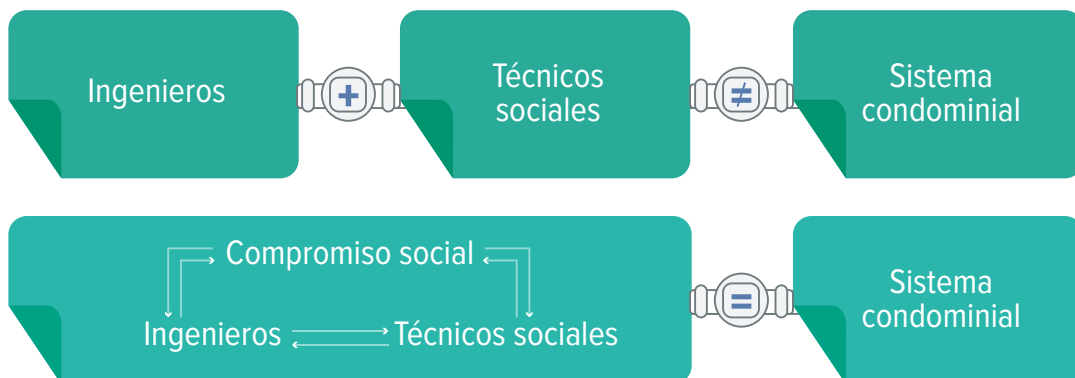 Ingenieros
+
Técnicos
sociales
≠
Sistema
condominial
Compromiso social
Ingenieros
Técnicos sociales
=
Sistema
condominial